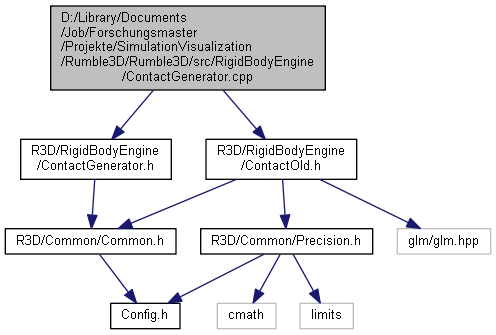 D:/Library/Documents
/Job/Forschungsmaster
/Projekte/SimulationVisualization
/Rumble3D/Rumble3D/src/RigidBodyEngine
/ContactGenerator.cpp
R3D/RigidBodyEngine
/ContactGenerator.h
R3D/RigidBodyEngine
/ContactOld.h
R3D/Common/Common.h
R3D/Common/Precision.h
glm/glm.hpp
Config.h
cmath
limits